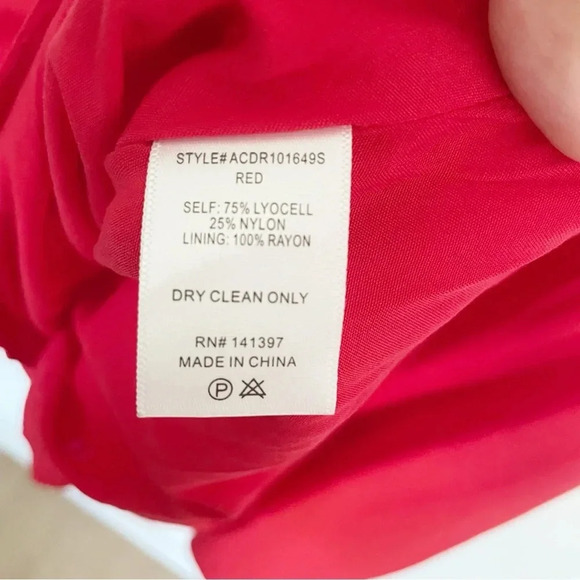 STYLE#ACDR101649S
RED
SELF: 75% LYOCELL
25% NYLON
LINING: 100% RAYON
DRY CLEAN ONLY
RN# 141397
MADE IN CHINA
P